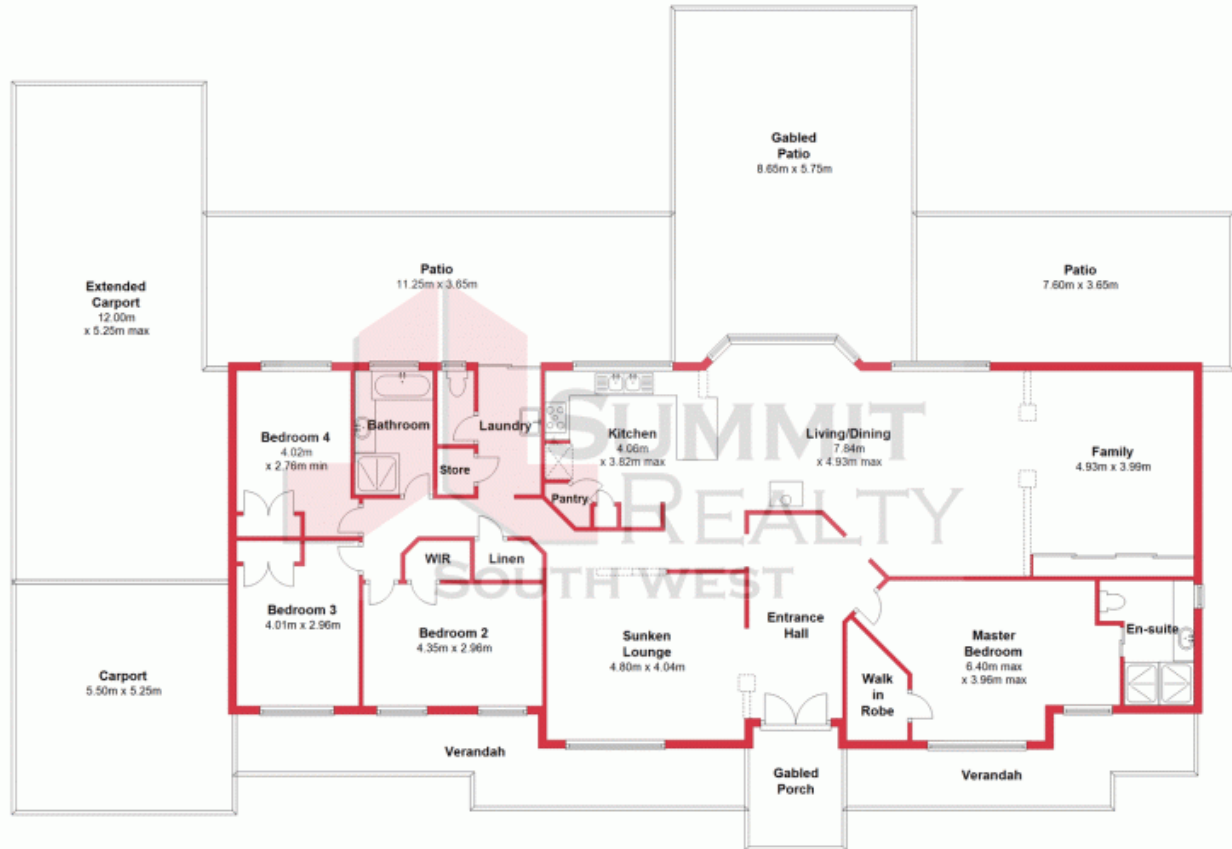 Gabled
Patio
8.65m x 5.75m
Patio
11.25m x 3.65m
Patio
7.60m x 3.65m
Extended
Carport
12.00m
x 5.25m max
Bedroom 4
4.02m
x 2.76m min
Bathroom
Laundry
Store
Kitchen
4.06m
x 3.82m max
Pantry
Living/Dining
7.84m
x 4.93m max
Family
4.93m x 3.99m
SUMMIT
REALTY
SOUTH WEST
WIR
Linen
Bedroom 3
4.01m x 2.96m
Bedroom 2
4.35m x 2.96m
Sunken
Lounge
4.80m x 4.04m
Entrance
Hall
Walk
in
Robe
Master
Bedroom
6.40m max
x 3.96m max
En-suite
Carport
5.50m x 5.25m
Verandah
Gabled
Porch
Verandah